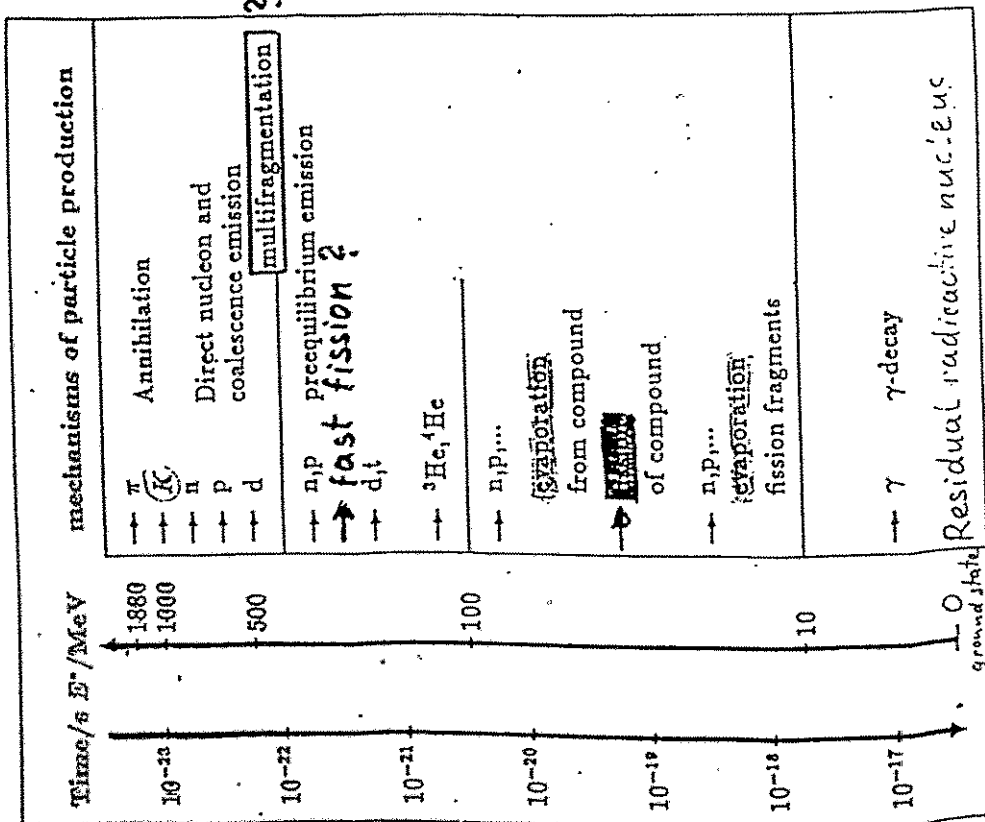 Time/s E*/MeV mechanisms of particle production
1880
1000
500
100
10
0
ground state
10⁻²³
10⁻²²
10⁻²¹
10⁻²⁰
10⁻¹⁹
10⁻¹⁸
10⁻¹⁷
→ π Annihilation
→ K
→ n Direct nucleon and
→ p coalescence emission
→ d
multifragmentation
?
→ n,p prequilibrium emission
→ fast fission ?
→ d,t
→ ³He,⁴He
→ n,p,...
evaporation
from compound
→
of compound
→ n,p,...
evaporation
fission fragments
→ γ γ-decay
Residual radioactive nucleus